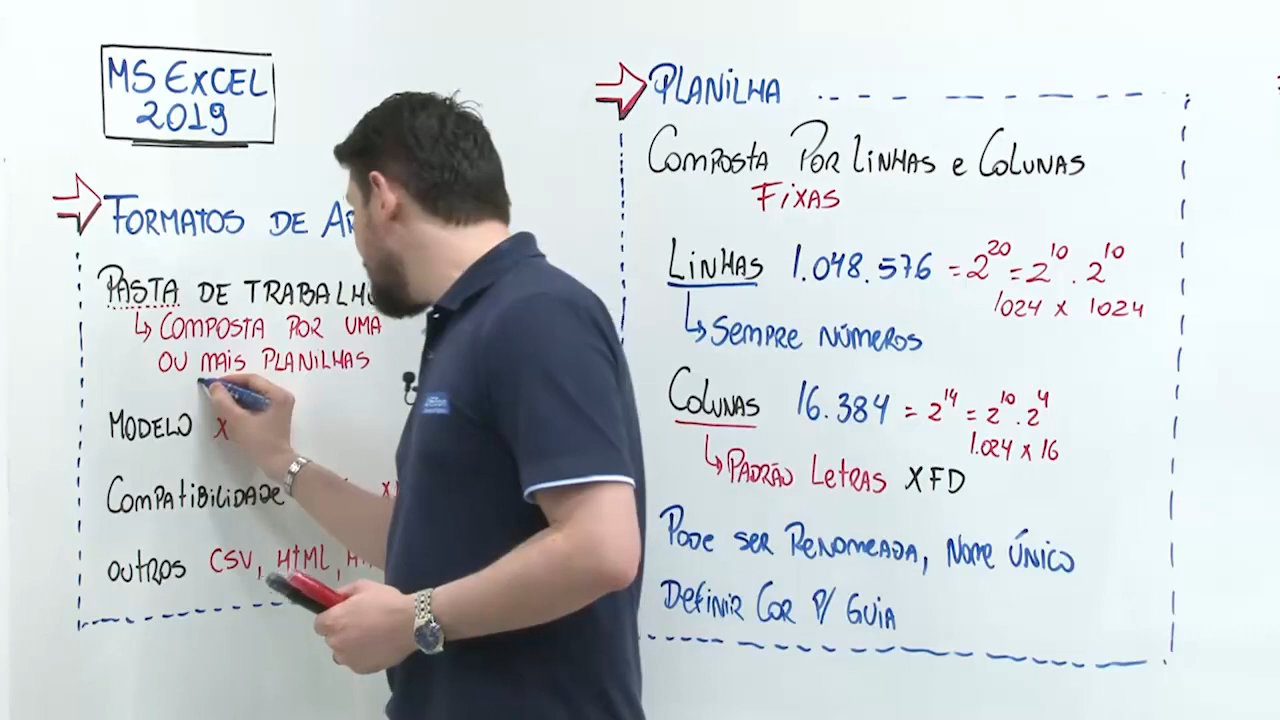 MS EXCEL
2019
FORMATOS DE
PASTA DE TRABALHO
↳ COMPOSTA POR UMA
OU MAIS PLANILHAS
MODELO X
COMPATIBILIDADE
OUTROS CSV, HTML,
PLANILHA
COMPOSTA POR LINHAS E COLUNAS
FIXAS
LINHAS 1.048.576 = 2^20 = 2^10 . 2^10
1024 x 1024
↳ SEMPRE NÚMEROS
COLUNAS 16.384 = 2^14 = 2^10 . 2^4
1.024 x 16
↳ PADRÃO LETRAS XFD
PODE SER RENOMEADA, NOME ÚNICO
DEFINIR COR P/ GUIA